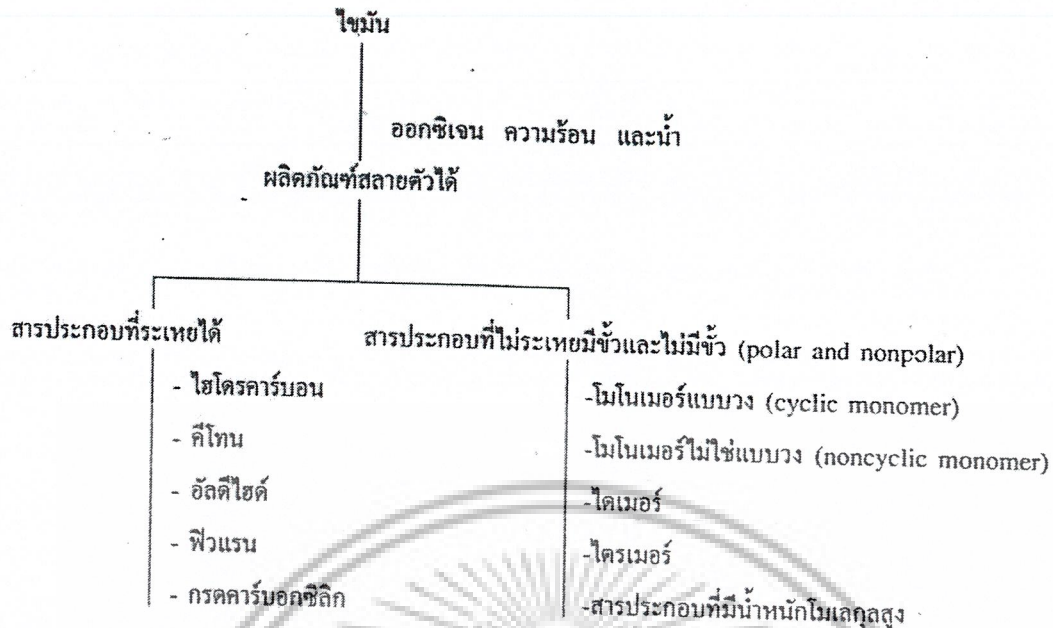 ไขมัน
ออกซิเจน ความร้อน และน้ำ
ผลิตภัณฑ์สลายตัวได้
สารประกอบที่ระเหยได้
- ไฮโดรคาร์บอน
- คีโทน
- อัลดีไฮด์
- ฟิวแรน
- กรดคาร์บอกซิลิก
สารประกอบที่ไม่ระเหยมีขั้วและไม่มีขั้ว (polar and nonpolar)
-โมโนเมอร์แบบวง (cyclic monomer)
-โมโนเมอร์ไม่ใช่แบบวง (noncyclic monomer)
-ไดเมอร์
-ไตรเมอร์
-สารประกอบที่มีน้ำหนักโมเลกุลสูง